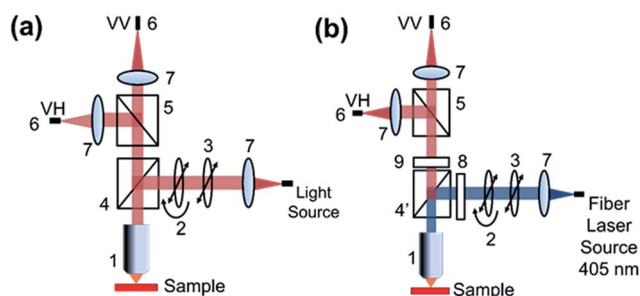 (a)
VV 6
7
VH
5
6
7
3
7
4
2
Light
Source
1
Sample
(b)
VV 6
7
VH
5
6
7
9
8
3
7
4'
2
Fiber
Laser
Source
405 nm
1
Sample